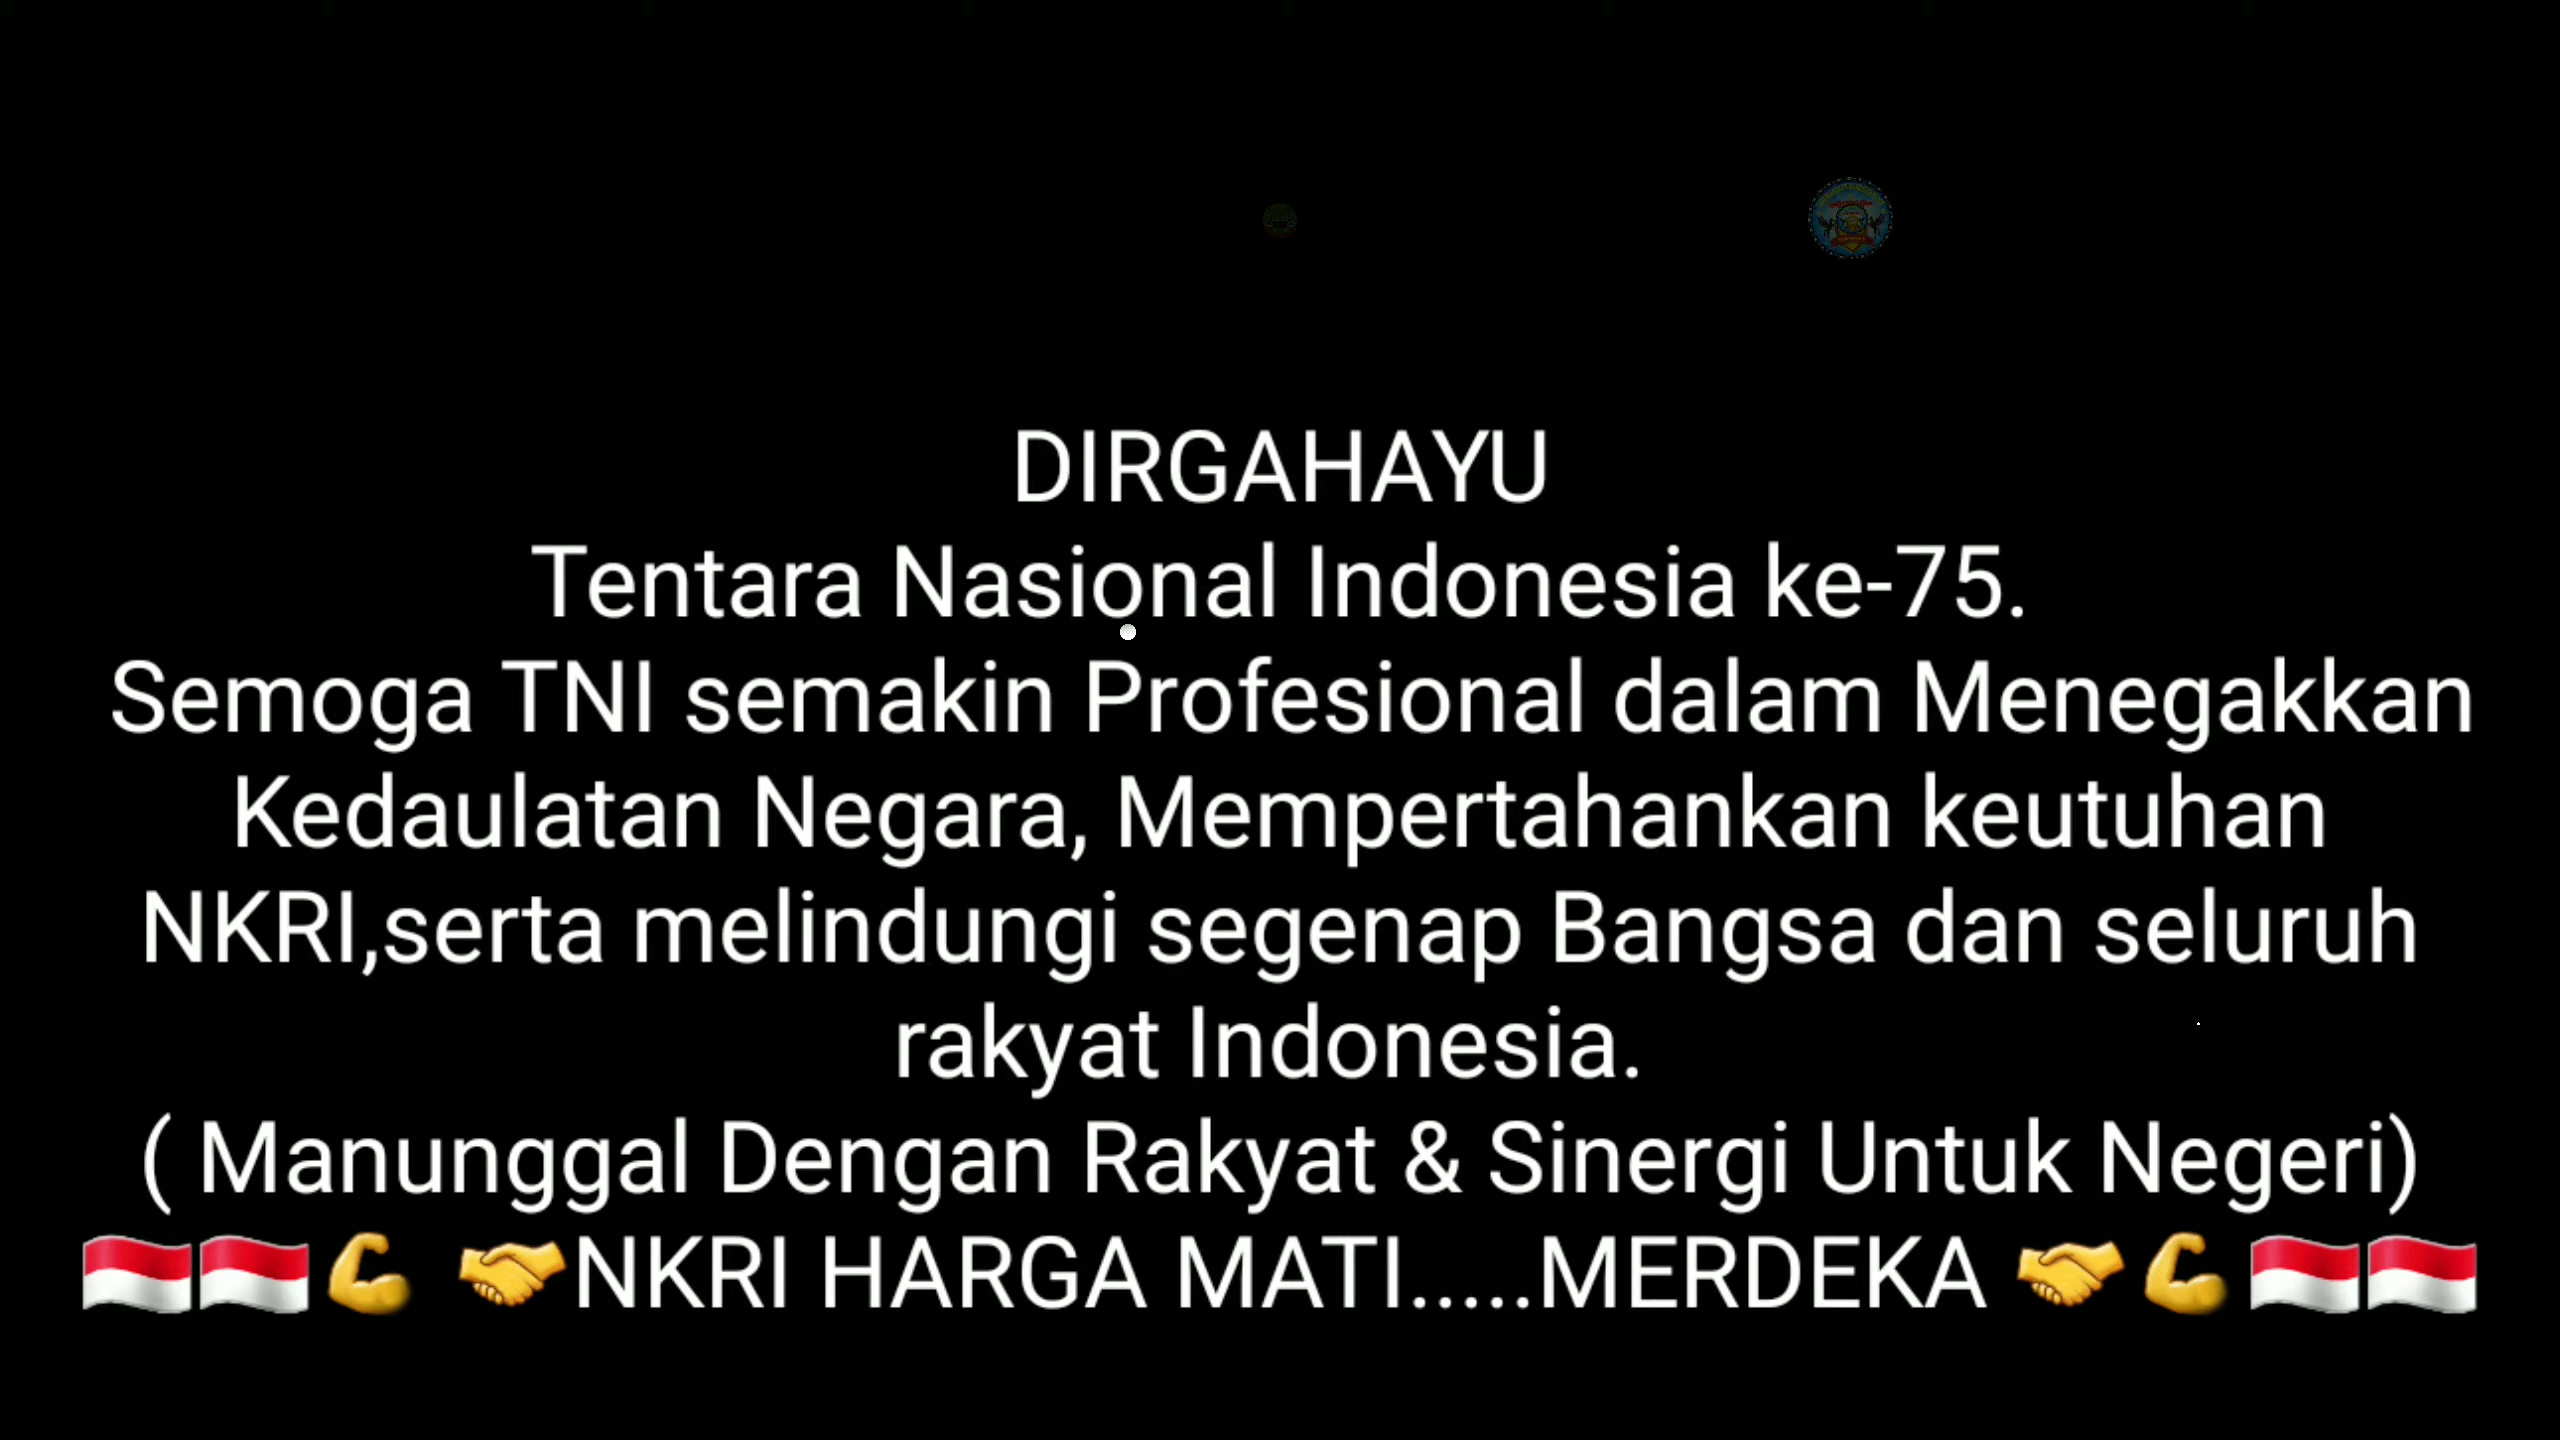 DIRGAHAYU
Tentara Nasional Indonesia ke-75.
Semoga TNI semakin Profesional dalam Menegakkan
Kedaulatan Negara, Mempertahankan keutuhan
NKRI,serta melindungi segenap Bangsa dan seluruh
rakyat Indonesia.
( Manunggal Dengan Rakyat & Sinergi Untuk Negeri)
🇮🇩🇮🇩💪 🤝NKRI HARGA MATI.....MERDEKA 🤝💪🇮🇩🇮🇩